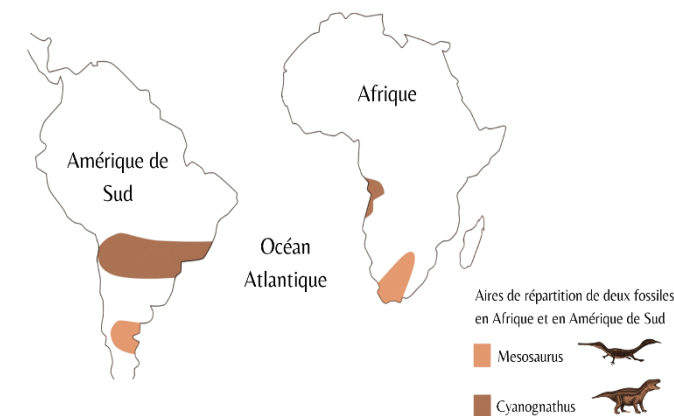 Afrique
Amérique de
Sud
Océan
Atlantique
Aires de répartition de deux fossiles
en Afrique et en Amérique de Sud
Mesosaurus
Cyanognathus